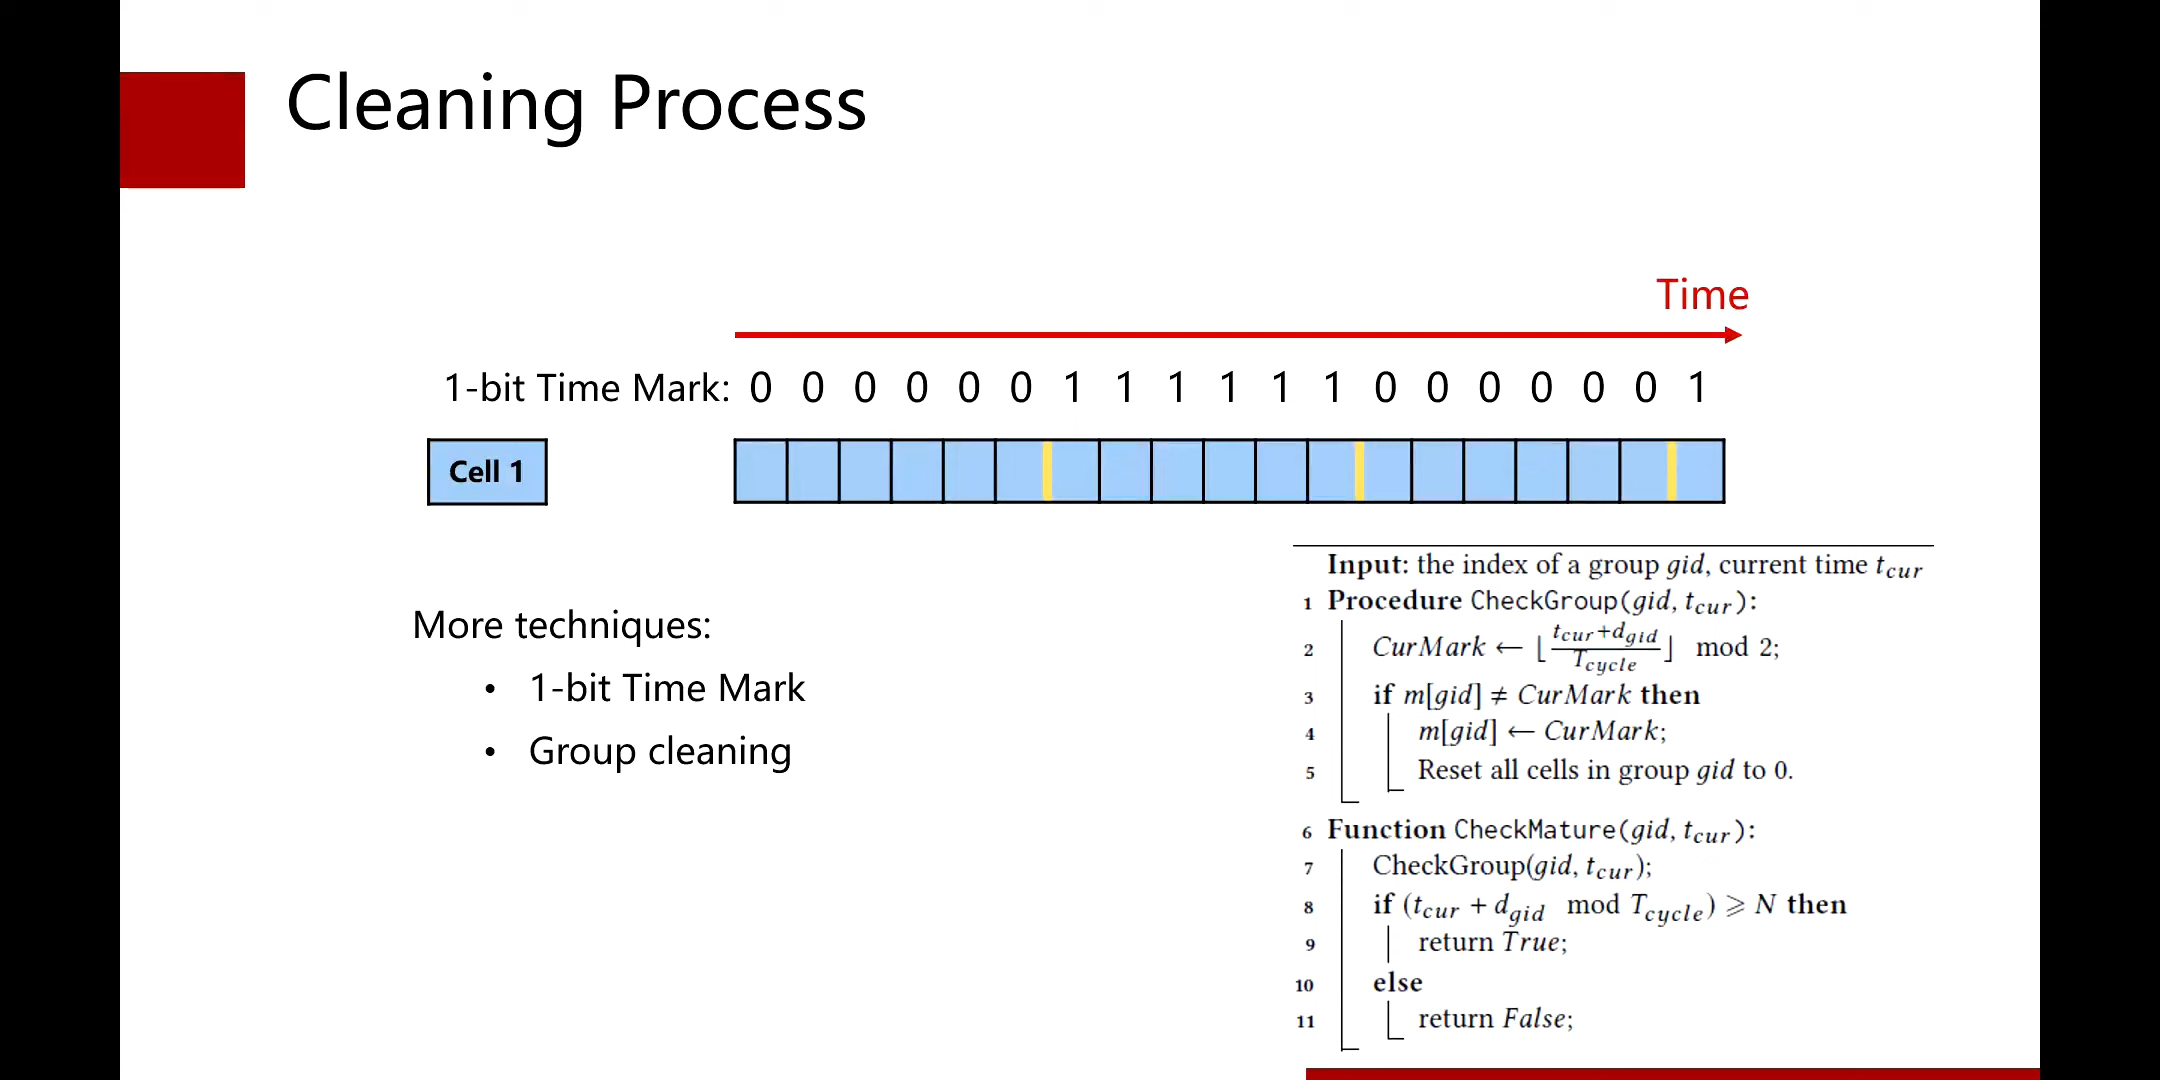 Cleaning Process
Time
1-bit Time Mark: 0 0 0 0 0 0 1 1 1 1 1 1 0 0 0 0 0 0 1
Cell 1
More techniques:
• 1-bit Time Mark
• Group cleaning
Input: the index of a group gid, current time t_cur
1 Procedure CheckGroup(gid, t_cur):
2 CurMark ← ⌊(t_cur+d_gid)/T_cycle⌋ mod 2;
3 if m[gid] ≠ CurMark then
4 m[gid] ← CurMark;
5 Reset all cells in group gid to 0.
6 Function CheckMature(gid, t_cur):
7 CheckGroup(gid, t_cur);
8 if (t_cur + d_gid mod T_cycle) ⩾ N then
9 return True;
10 else
11 return False;